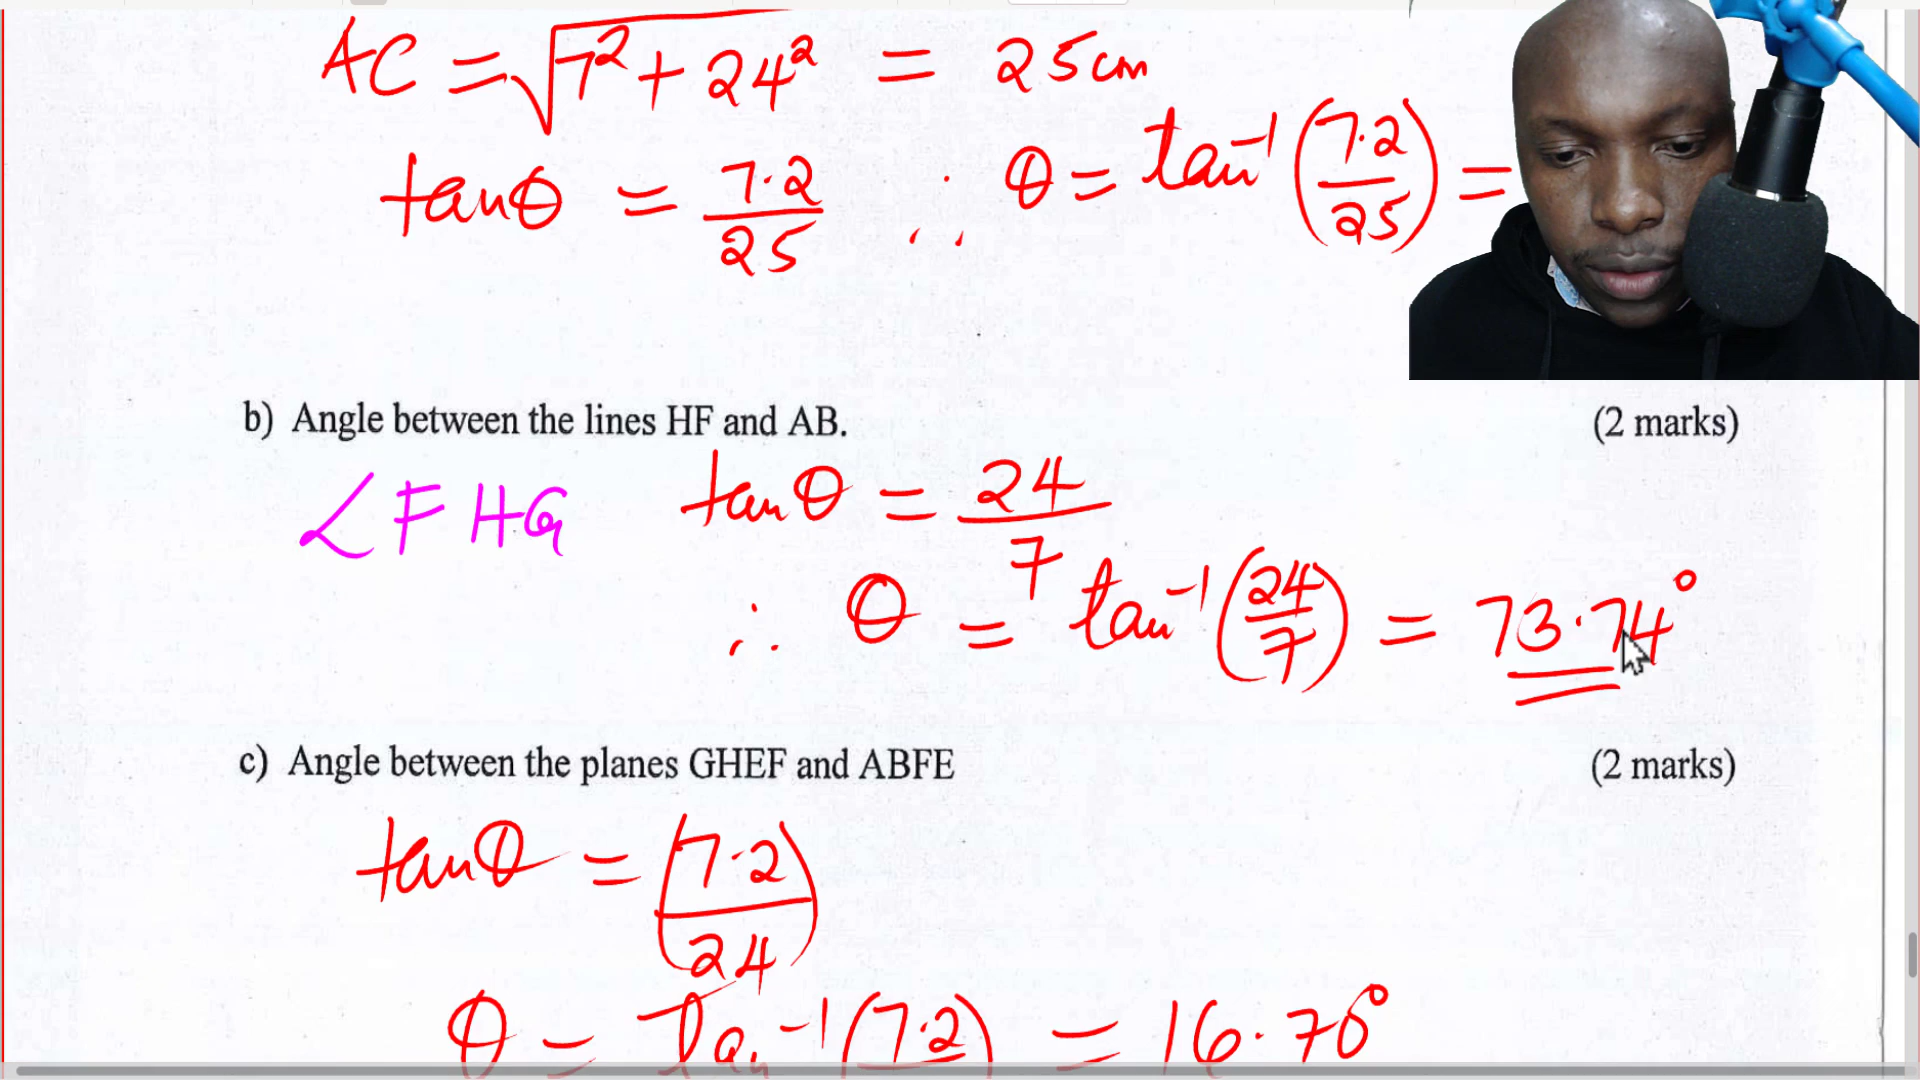 AC = √7² + 24² = 25cm
tanθ = 7.2/25 ∴ θ = tan⁻¹(7.2/25) =
b) Angle between the lines HF and AB. (2 marks)
∠FHG tanθ = 24/7
∴ θ = tan⁻¹(24/7) = 73.74°
c) Angle between the planes GHEF and ABFE (2 marks)
tanθ = (7.2/24)
θ = tan⁻¹(7.2 = 16.70°